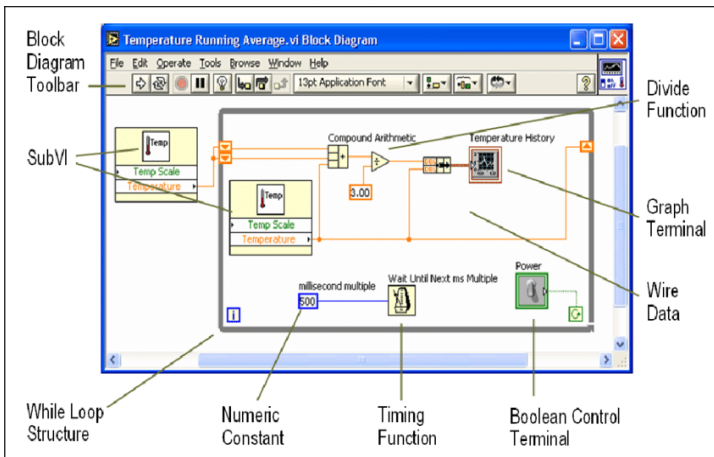 Block
Diagram
Toolbar
Temperature Running Average.vi Block Diagram
File Edit Operate Tools Browse Window Help
13pt Application Font
Divide
Function
SubVI
Temp
Temp Scale
Temperature
Compound Arithmetic
Temperature History
3.00
Temp
Temp Scale
Temperature
Graph
Terminal
millisecond multiple
500
Wait Until Next ms Multiple
Power
i
Wire
Data
While Loop
Structure
Numeric
Constant
Timing
Function
Boolean Control
Terminal